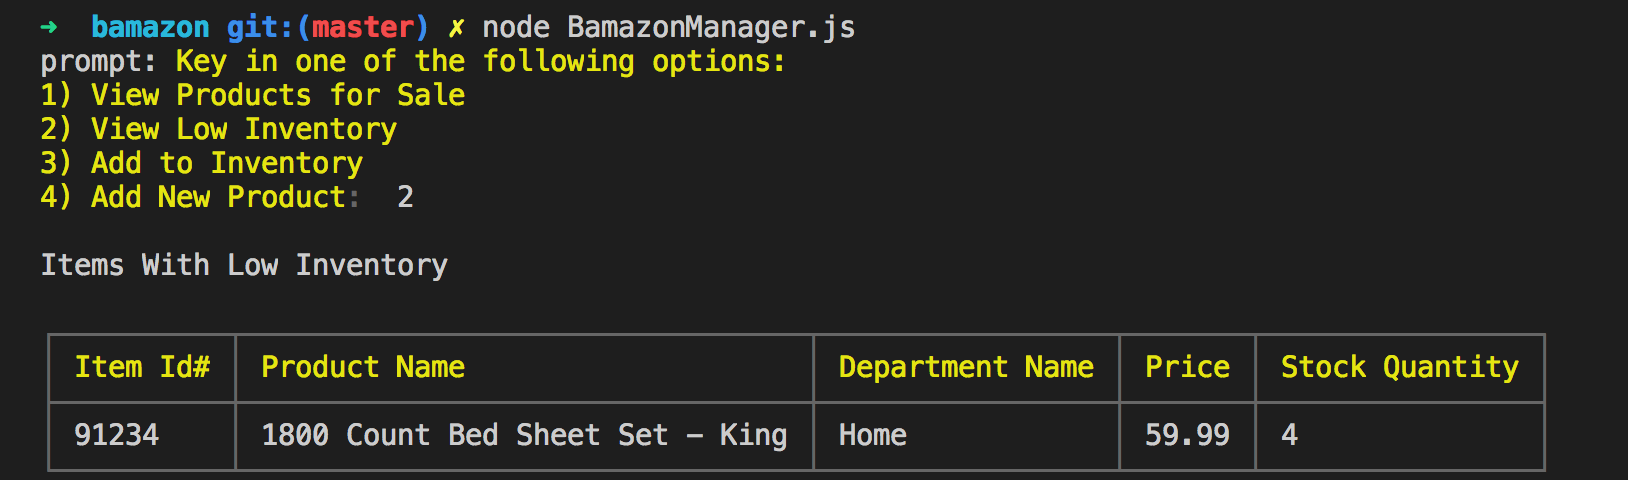 ➜  bamazon git:(master) ✗ node BamazonManager.js
prompt: Key in one of the following options:
1) View Products for Sale
2) View Low Inventory
3) Add to Inventory
4) Add New Product:  2
Items With Low Inventory
Item Id# Product Name Department Name Price Stock Quantity
91234 1800 Count Bed Sheet Set – King Home 59.99 4